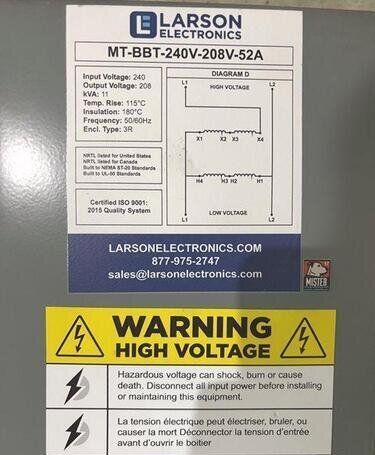 LARSON
ELECTRONICS
MT-BBT-240V-208V-52A
Input Voltage: 240
Output Voltage: 208
kVA: 11
Temp. Rise: 115°C
Insulation: 180°C
Frequency: 50/60Hz
Encl. Type: 3R
NRTL listed for United States
NRTL listed for Canada
Built to NEMA ST-20 Standards
Built to UL-50 Standards
Certified ISO 9001:
2015 Quality System
DIAGRAM D
L1 L2
HIGH VOLTAGE
X1 X2 X3 X4
H4 H3 H2 H1
L1 L2
LOW VOLTAGE
LARSONELECTRONICS.COM
877-975-2747
sales@larsonelectronics.com
MISTER
WARNING
HIGH VOLTAGE
Hazardous voltage can shock, burn or cause
death. Disconnect all input power before installing
or maintaining this equipment.
La tension électrique peut électriser, bruler, ou
causer la mort Déconnector la tension d'entrée
avant d'ouvrir le boitier